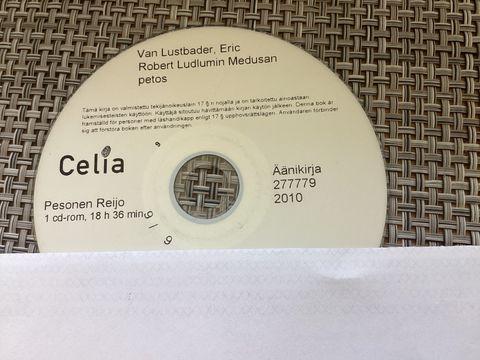 Van Lustbader, Eric
Robert Ludlumin Medusan
petos
Tämä kirja on valmistettu tekijänoikeuslain 17 § n nojalla ja on tarkoitettu ainoastaan
lukemisesteisten käyttöön. Käyttäjä sitoutuu hävittämään kirjan käytön jälkeen. Denna bok är
framställd för personer med läshandikapp enligt 17 § upphovsrättslagen. Användaren förbinder
sig att förstöra boken efter användningen.
Celia
Äänikirja
277779
2010
Pesonen Reijo
1 cd-rom, 18 h 36 min